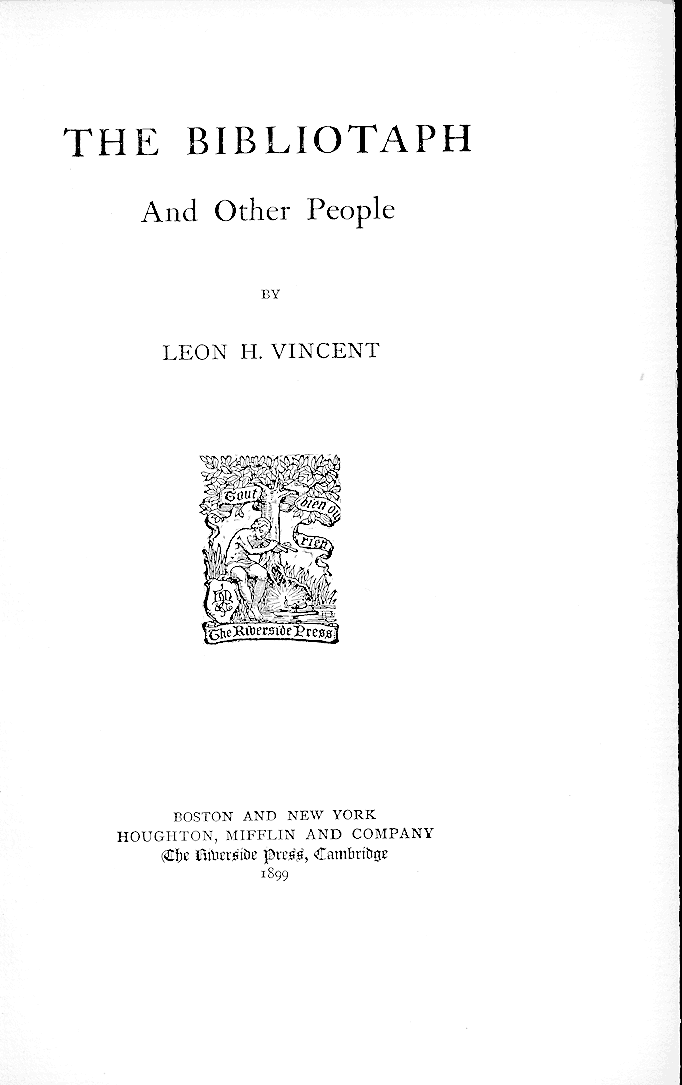 THE BIBLIOTAPH
And Other People
BY
LEON H. VINCENT
Tout
bien ou
rien
The Riverside Press
BOSTON AND NEW YORK
HOUGHTON, MIFFLIN AND COMPANY
The Riverside Press, Cambridge
1899